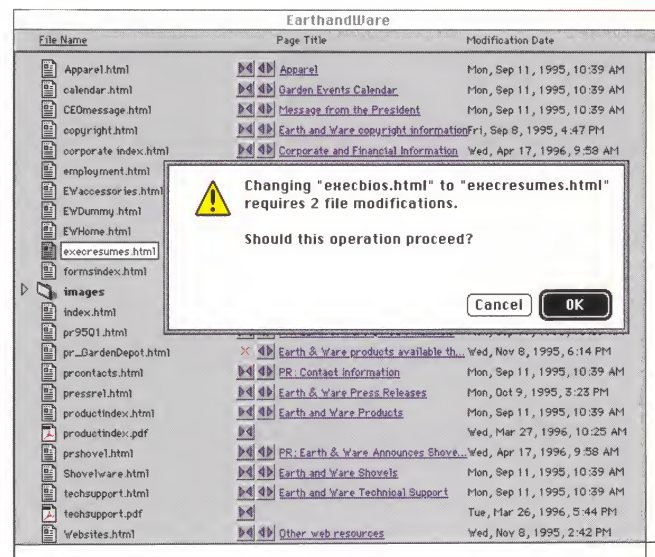 EarthandWare
File Name Page Title Modification Date
Apparel.html Apparel Mon, Sep 11, 1995, 10:39 AM
calendar.html Garden Events Calendar Mon, Sep 11, 1995, 10:39 AM
CEOmessage.html Message from the President Mon, Sep 11, 1995, 10:39 AM
copyright.html Earth and Ware copyright information Fri, Sep 8, 1995, 4:47 PM
corporate index.html Corporate and Financial Information Wed, Apr 17, 1996, 9:58 AM
employment.html
EWaccessories.html
EWDummy.html
EWHome.html
execresumes.html
formsindex.html
images
index.html
pr9501.html
Changing "execbios.html" to "execresumes.html"
requires 2 file modifications.
Should this operation proceed?
Cancel OK
pr_GardenDepot.html Earth & Ware products available th... Wed, Nov 8, 1995, 6:14 PM
prcontacts.html PR: Contact Information Mon, Sep 11, 1995, 10:39 AM
pressrel.html Earth & Ware Press Releases Mon, Oct 9, 1995, 3:23 PM
productindex.html Earth and Ware Products Mon, Sep 11, 1995, 10:39 AM
productindex.pdf Wed, Mar 27, 1996, 10:25 AM
prshovel.html PR: Earth & Ware Announces Shove... Wed, Apr 17, 1996, 9:58 AM
Shovelware.html Earth and Ware Shovels Mon, Sep 11, 1995, 10:39 AM
techsupport.html Earth and Ware Technical Support Mon, Sep 11, 1995, 10:39 AM
techsupport.pdf Tue, Mar 26, 1996, 5:44 PM
Websites.html Other web resources Wed, Nov 8, 1995, 2:42 PM